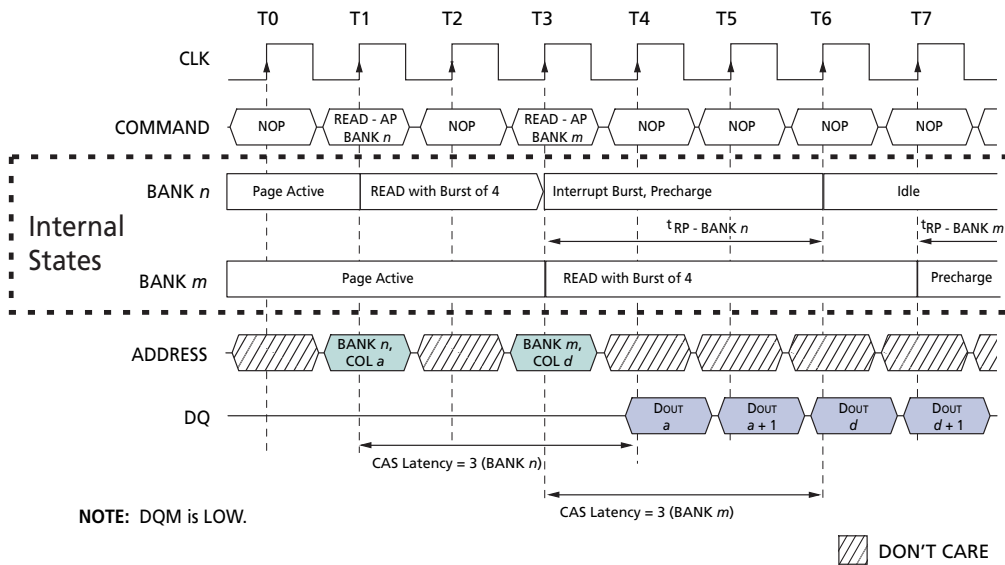 T0 T1 T2 T3 T4 T5 T6 T7
CLK
COMMAND NOP READ - AP BANK n NOP READ - AP BANK m NOP NOP NOP NOP
BANK n Page Active READ with Burst of 4 Interrupt Burst, Precharge Idle
Internal States
tRP - BANK n tRP - BANK m
BANK m Page Active READ with Burst of 4 Precharge
ADDRESS BANK n, COL a BANK m, COL d
DQ DOUT a DOUT a + 1 DOUT d DOUT d + 1
CAS Latency = 3 (BANK n)
CAS Latency = 3 (BANK m)
NOTE: DQM is LOW.
DON'T CARE